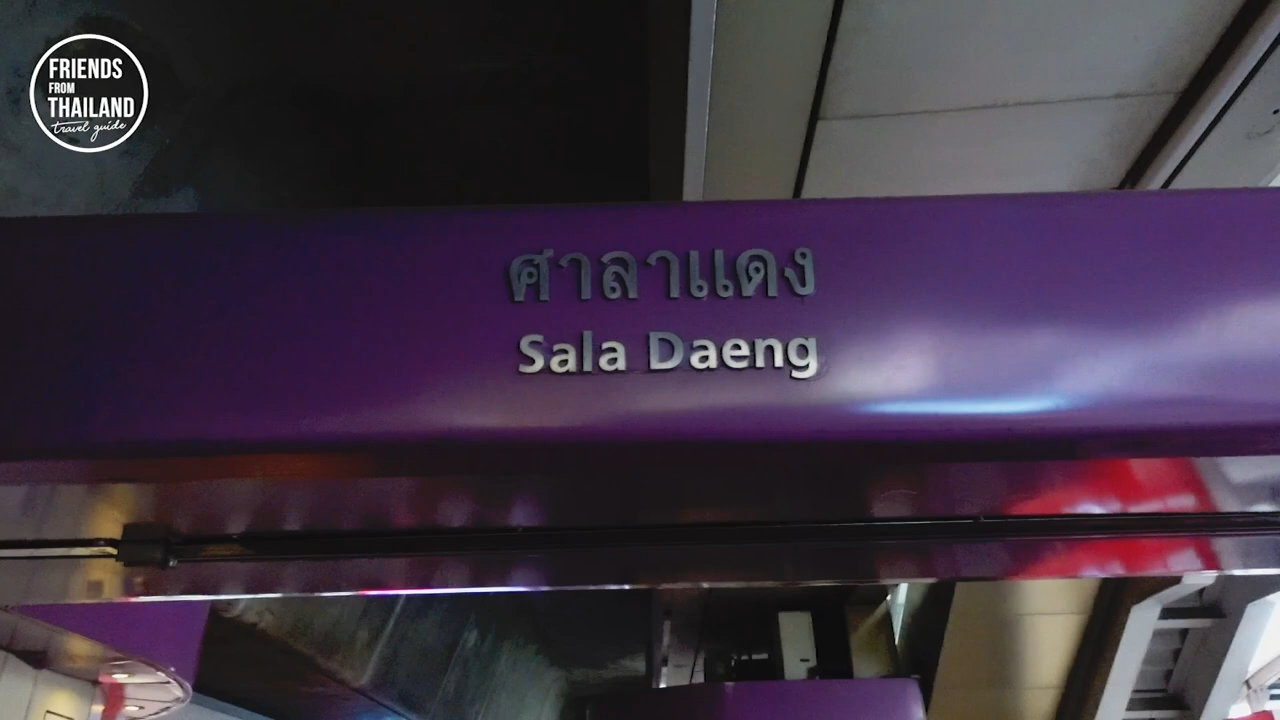 FRIENDS
FROM
THAILAND
travel guide
ศาลาแดง
Sala Daeng